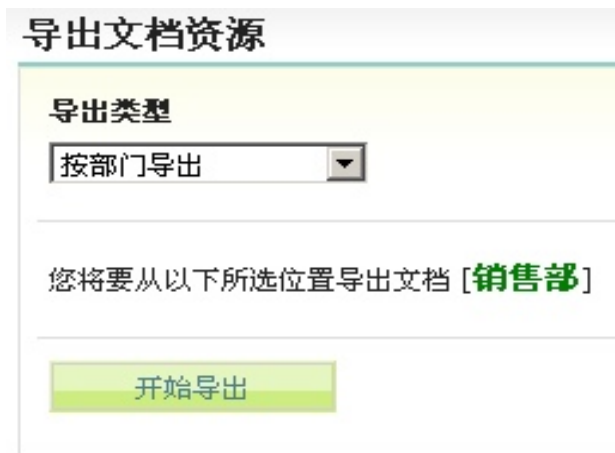 导出文档资源
导出类型
按部门导出
您将要从以下所选位置导出文档 [销售部]
开始导出